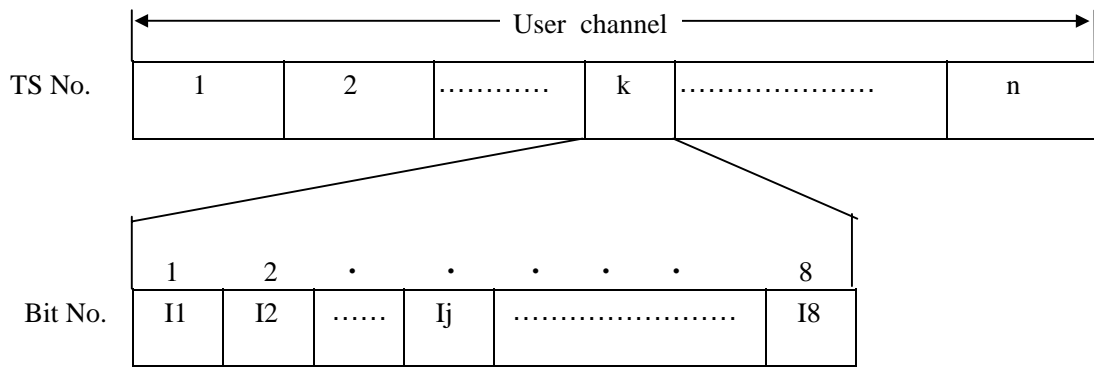 User channel
TS No. 1 2 ………… k ………………… n
1 2 · · · · · 8
Bit No. I1 I2 …… Ij ………………… I8